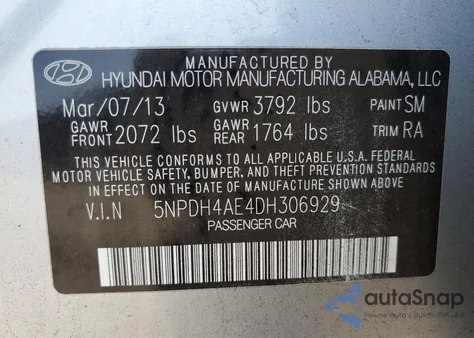 MANUFACTURED BY
HYUNDAI MOTOR MANUFACTURING ALABAMA, LLC
Mar/07/13 GVWR 3792 lbs PAINT SM
GAWR FRONT 2072 lbs GAWR REAR 1764 lbs TRIM RA
THIS VEHICLE CONFORMS TO ALL APPLICABLE U.S.A. FEDERAL
MOTOR VEHICLE SAFETY, BUMPER, AND THEFT PREVENTION
STANDARDS IN EFFECT ON THE DATE OF MANUFACTURE SHOWN ABOVE.
V.I.N 5NPDH4AE4DH306929
PASSENGER CAR
autoSnap